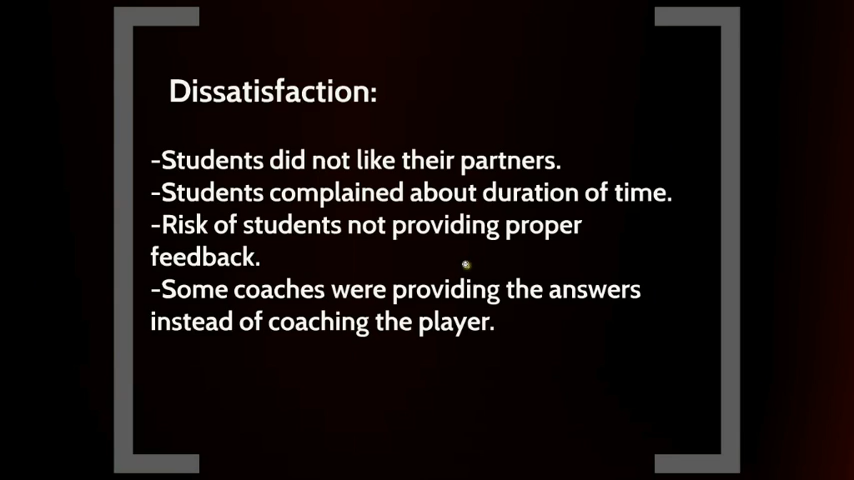 Dissatisfaction:
-Students did not like their partners.
-Students complained about duration of time.
-Risk of students not providing proper
feedback.
-Some coaches were providing the answers
instead of coaching the player.